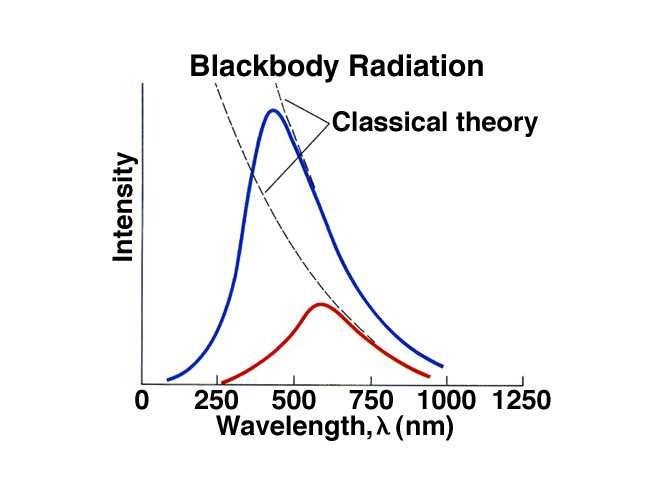 Blackbody Radiation
Classical theory
Intensity
0 250 500 750 1000 1250
Wavelength, λ (nm)